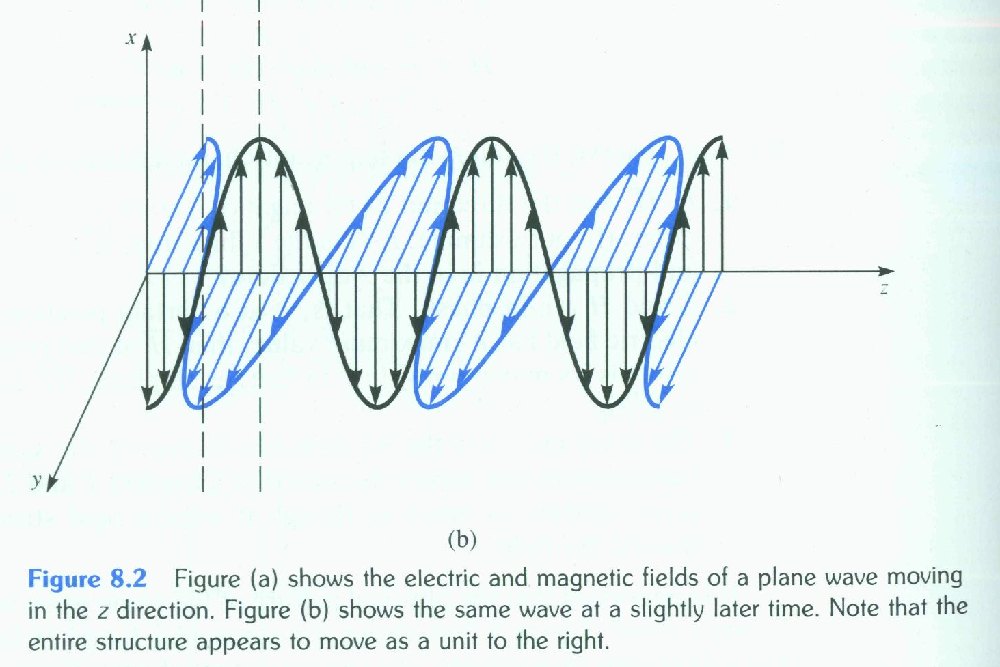 x
z
y
(b)
Figure 8.2 Figure (a) shows the electric and magnetic fields of a plane wave moving
in the z direction. Figure (b) shows the same wave at a slightly later time. Note that the
entire structure appears to move as a unit to the right.